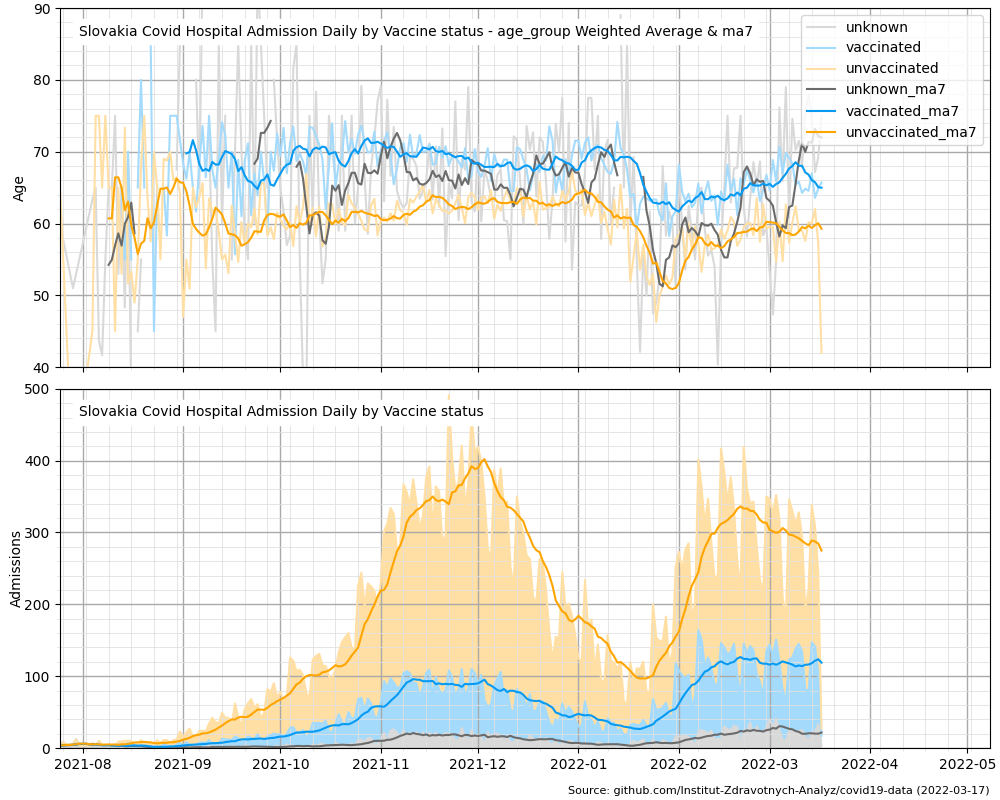 90
80
70
60
50
40
Age
Slovakia Covid Hospital Admission Daily by Vaccine status - age_group Weighted Average & ma7
unknown
vaccinated
unvaccinated
unknown_ma7
vaccinated_ma7
unvaccinated_ma7
500
400
300
200
100
0
Admissions
Slovakia Covid Hospital Admission Daily by Vaccine status
2021-08 2021-09 2021-10 2021-11 2021-12 2022-01 2022-02 2022-03 2022-04 2022-05
Source: github.com/Institut-Zdravotnych-Analyz/covid19-data (2022-03-17)